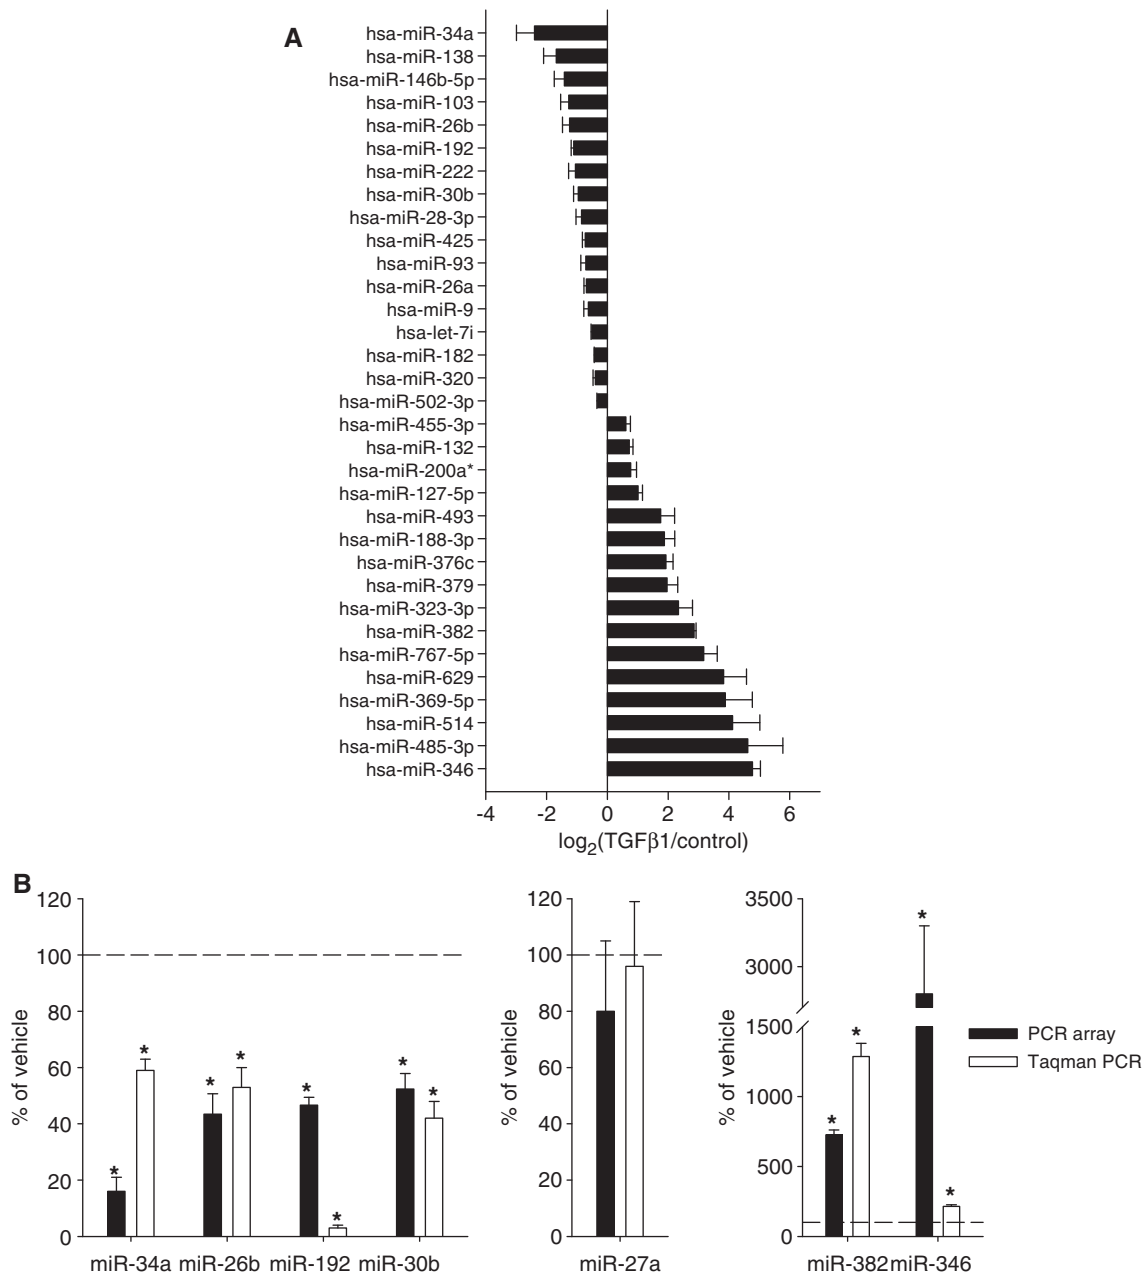 A
hsa-miR-34a
hsa-miR-138
hsa-miR-146b-5p
hsa-miR-103
hsa-miR-26b
hsa-miR-192
hsa-miR-222
hsa-miR-30b
hsa-miR-28-3p
hsa-miR-425
hsa-miR-93
hsa-miR-26a
hsa-miR-9
hsa-let-7i
hsa-miR-182
hsa-miR-320
hsa-miR-502-3p
hsa-miR-455-3p
hsa-miR-132
hsa-miR-200a*
hsa-miR-127-5p
hsa-miR-493
hsa-miR-188-3p
hsa-miR-376c
hsa-miR-379
hsa-miR-323-3p
hsa-miR-382
hsa-miR-767-5p
hsa-miR-629
hsa-miR-369-5p
hsa-miR-514
hsa-miR-485-3p
hsa-miR-346
-4 -2 0 2 4 6
log2(TGFβ1/control)
B
% of vehicle
120
100
80
60
40
20
0
* * * * * * * *
miR-34a miR-26b miR-192 miR-30b
% of vehicle
120
100
80
60
40
20
0
miR-27a
% of vehicle
3500
3000
1500
1000
500
0
* * * *
miR-382 miR-346
PCR array
Taqman PCR